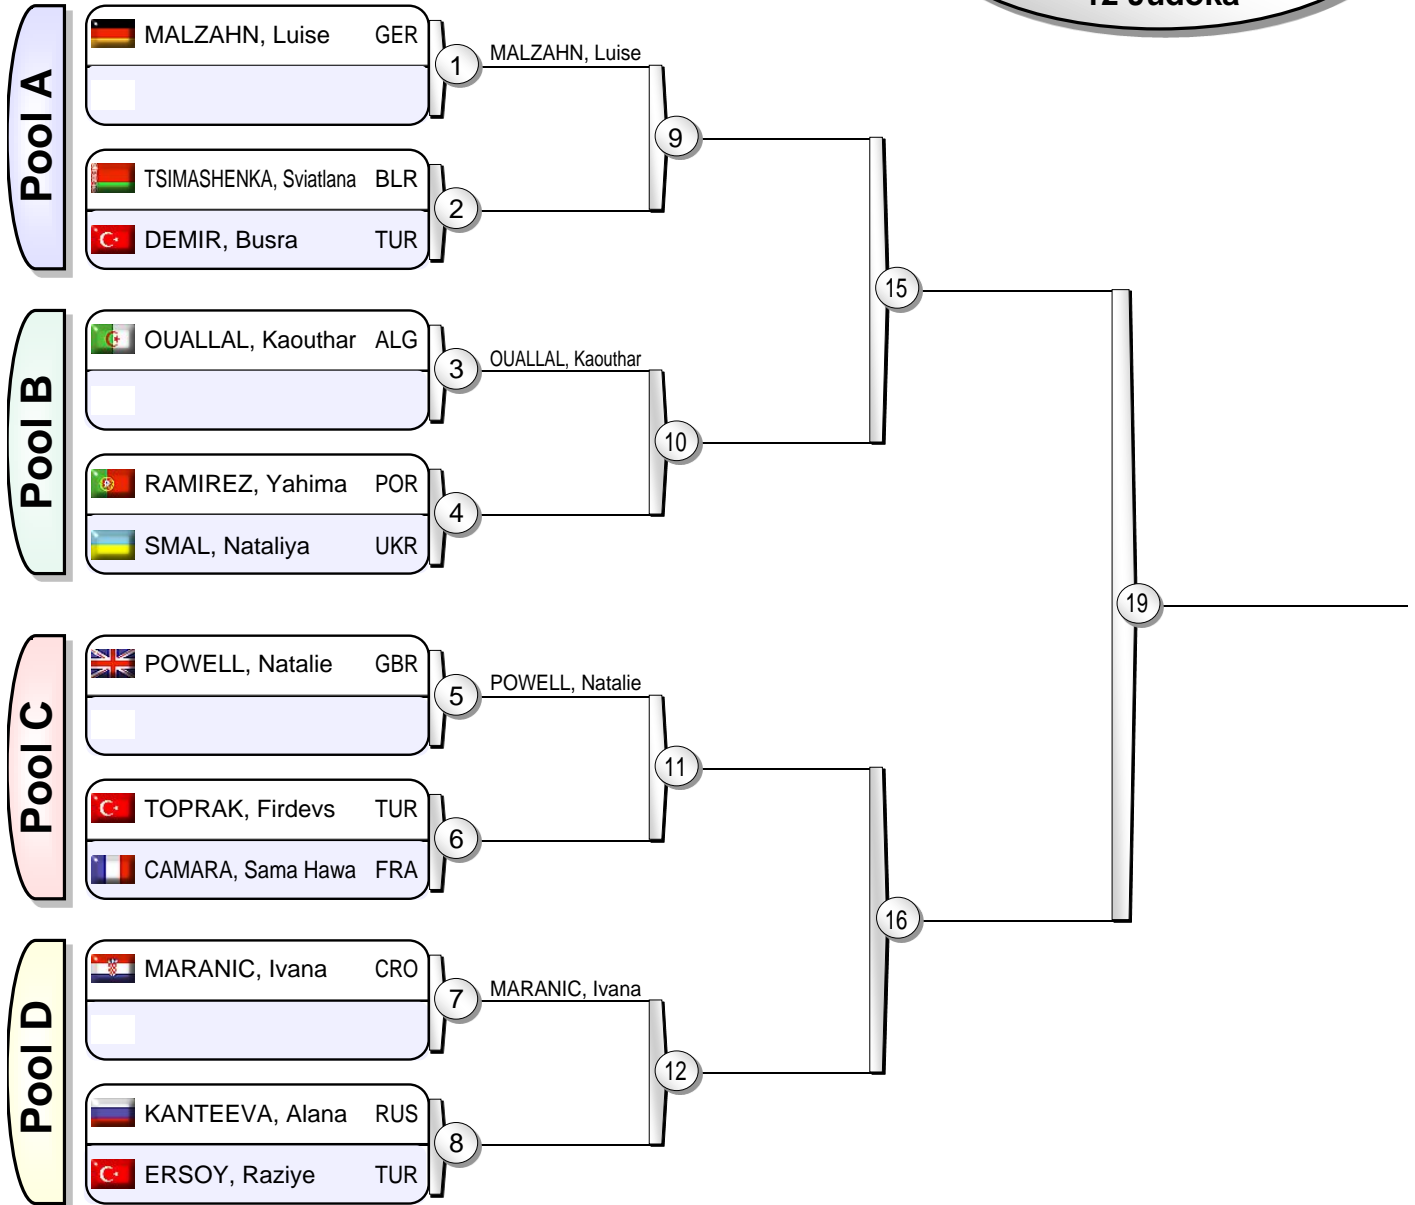 12 Judoka
Pool A
MALZAHN, Luise GER
1
MALZAHN, Luise
9
TSIMASHENKA, Sviatlana BLR
2
DEMIR, Busra TUR
15
Pool B
OUALLAL, Kaouthar ALG
3
OUALLAL, Kaouthar
10
RAMIREZ, Yahima POR
4
SMAL, Nataliya UKR
19
Pool C
POWELL, Natalie GBR
5
POWELL, Natalie
11
TOPRAK, Firdevs TUR
6
CAMARA, Sama Hawa FRA
16
Pool D
MARANIC, Ivana CRO
7
MARANIC, Ivana
12
KANTEEVA, Alana RUS
8
ERSOY, Raziye TUR